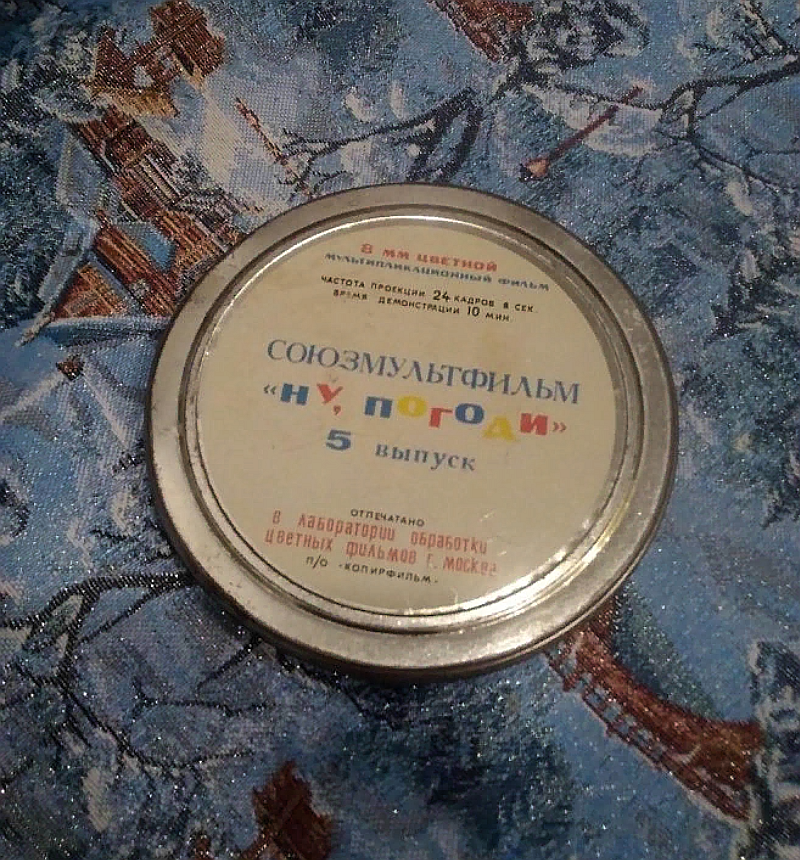 8 ММ ЦВЕТНОЙ
МУЛЬТИПЛИКАЦИОННЫЙ ФИЛЬМ
ЧАСТОТА ПРОЕКЦИИ 24 КАДРОВ В СЕК.
ВРЕМЯ ДЕМОНСТРАЦИИ 10 МИН.
СОЮЗМУЛЬТФИЛЬМ
«НУ, ПОГОДИ»
5 ВЫПУСК
ОТПЕЧАТАНО
В ЛАБОРАТОРИИ ОБРАБОТКИ
ЦВЕТНЫХ ФИЛЬМОВ Г. МОСКВЕ
П/О «КОПИРФИЛЬМ»